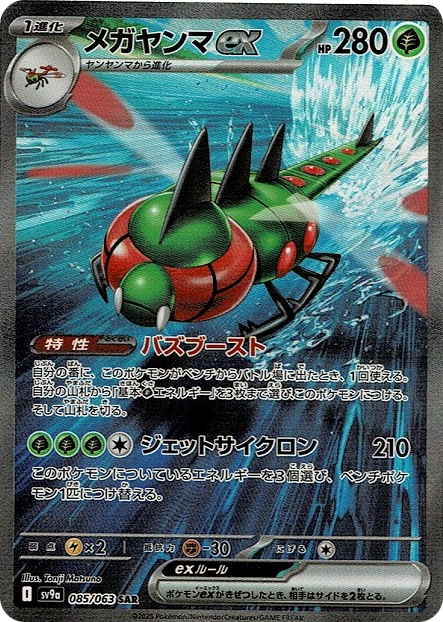 1進化
メガヤンマex
HP 280
ヤンヤンマから進化
特性 バズブースト
自分の番に、このポケモンがベンチからバトル場に出たとき、1回使える。
自分の山札から「基本エネルギー」を3枚まで選び、このポケモンにつける。
そして山札を切る。
ジェットサイクロン 210
このポケモンについているエネルギーを3個選び、ベンチポケ
モン1匹につけ替える。
弱点 ×2 抵抗力 -30 にげる
exルール
ポケモンexがきぜつしたとき、相手はサイドを2枚とる。
Illus. Tonji Matsuno
I sv9a 085/063 SAR
©2025 Pokémon/Nintendo/Creatures/GAME FREAK.